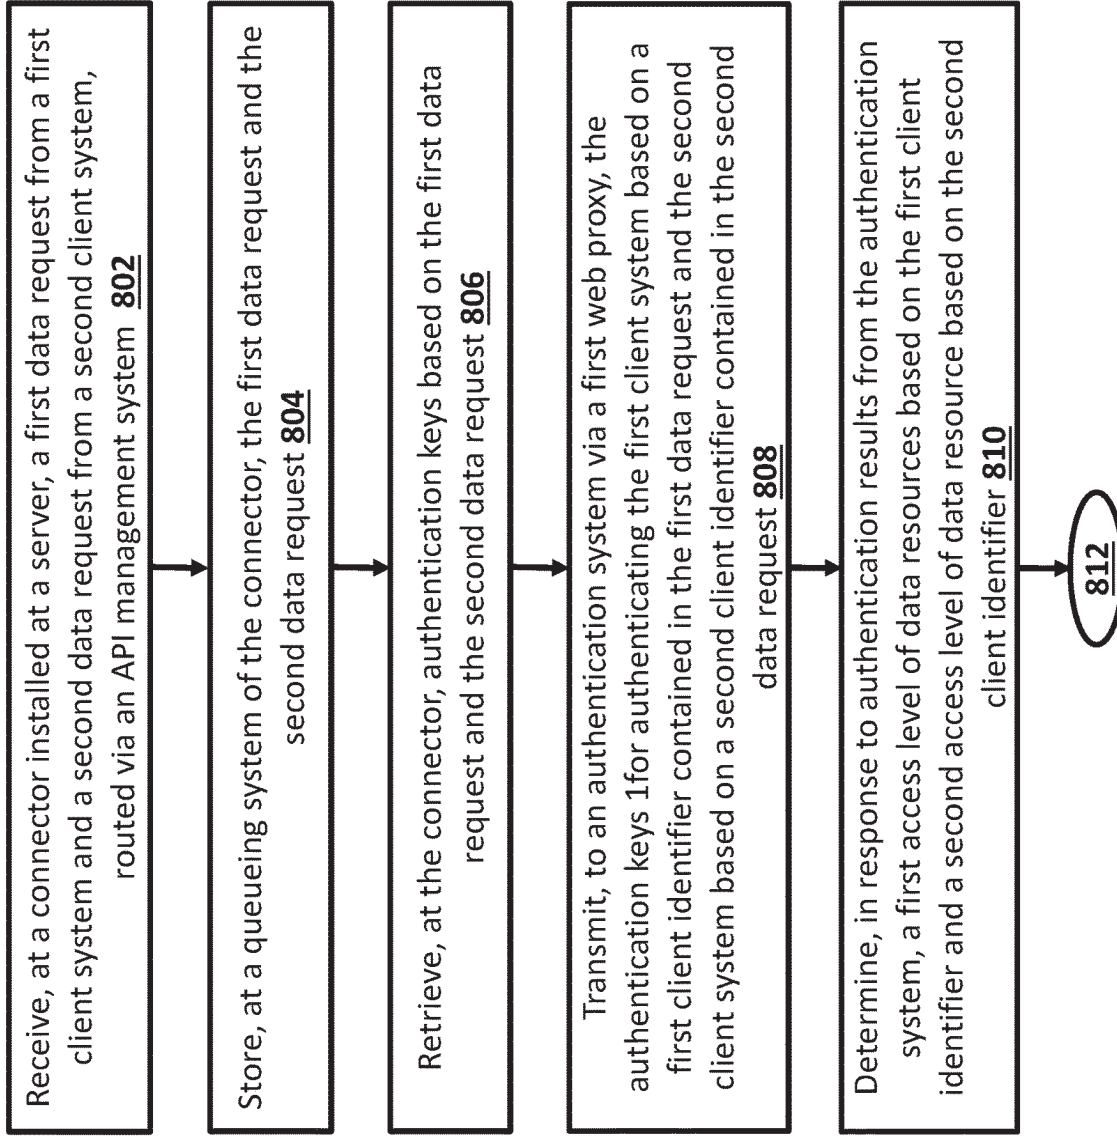 Receive, at a connector installed at a server, a first data request from a first
client system and a second data request from a second client system,
routed via an API management system 802
Store, at a queueing system of the connector, the first data request and the
second data request 804
Retrieve, at the connector, authentication keys based on the first data
request and the second data request 806
Transmit, to an authentication system via a first web proxy, the
authentication keys 1for authenticating the first client system based on a
first client identifier contained in the first data request and the second
client system based on a second client identifier contained in the second
data request 808
Determine, in response to authentication results from the authentication
system, a first access level of data resources based on the first client
identifier and a second access level of data resource based on the second
client identifier 810
812